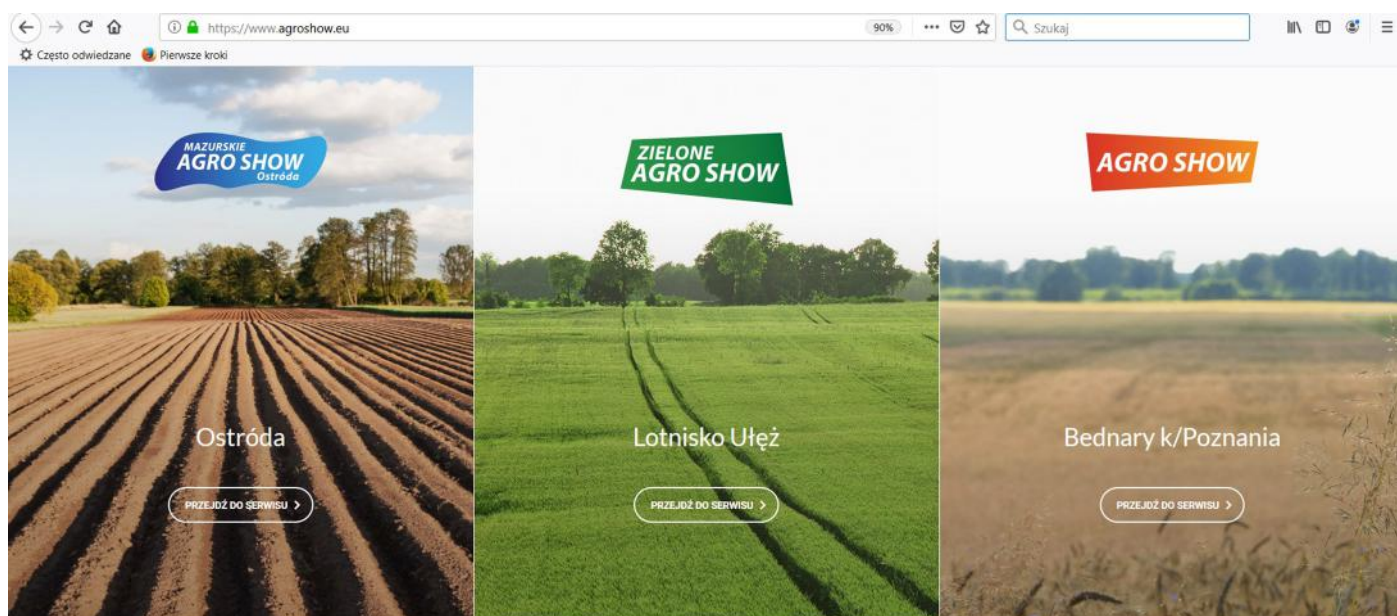 https://www.agroshow.eu
90%
Szukaj
Często odwiedzane
Pierwsze kroki
MAZURSKIE
AGRO SHOW
Ostróda
Ostróda
PRZEJDŹ DO SERWISU >
ZIELONE
AGRO SHOW
Lotnisko Ułęż
PRZEJDŹ DO SERWISU >
AGRO SHOW
Bednary k/Poznania
PRZEJDŹ DO SERWISU >